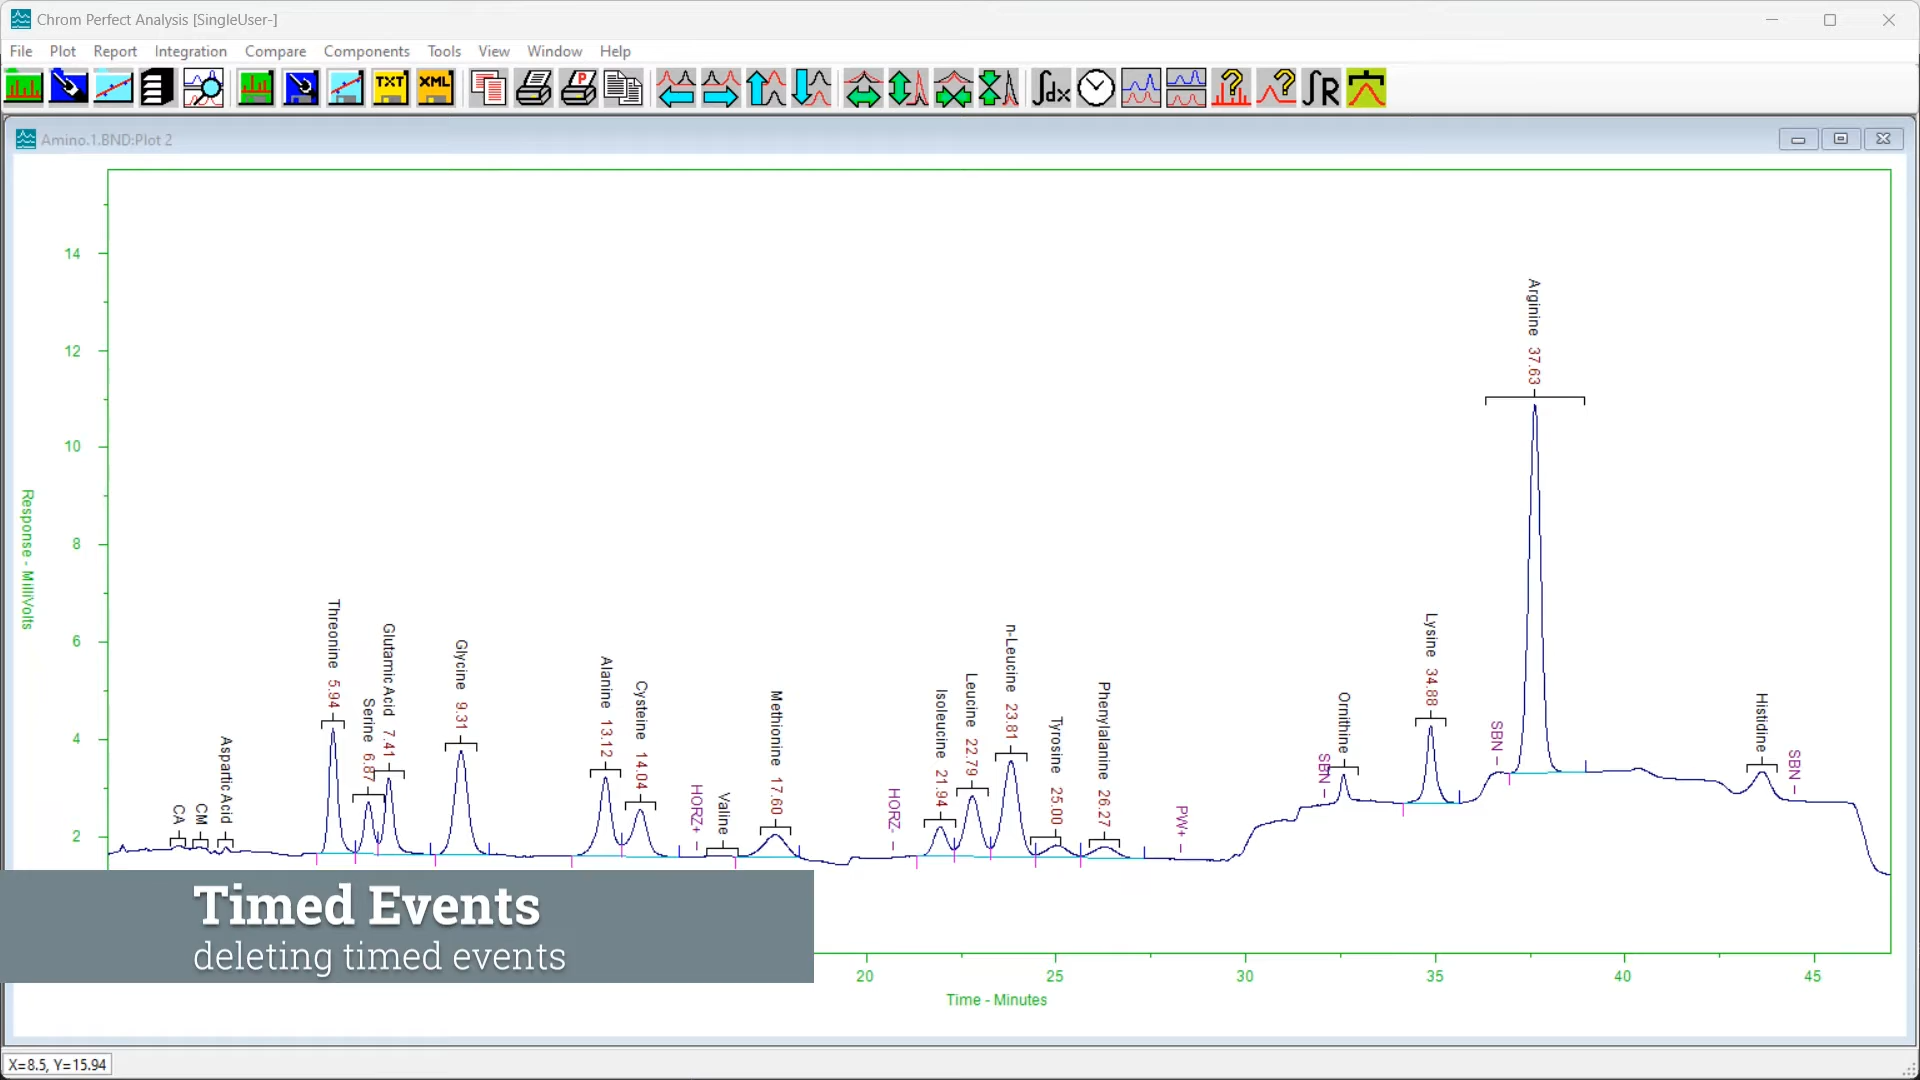 Chrom Perfect Analysis [SingleUser-]
File Plot Report Integration Compare Components Tools View Window Help
TXT XML P ? ? ∫dx ∫R
Amino.1.BND:Plot 2
14
12
10
8
6
4
2
Response - MilliVolts
CA
CM
Aspartic Acid
Threonine 5.94
Serine 6.87
Glutamic Acid 7.41
Glycine 9.31
Alanine 13.12
Cysteine 14.04
HORZ+
Valine
Methionine 17.60
HORZ-
Isoleucine 21.94
Leucine 22.79
n-Leucine 23.81
Tyrosine 25.00
Phenylalanine 26.27
PW+
SBN
Ornithine
Lysine 34.88
SBN
Arginine 37.63
Histidine
SBN
Timed Events
deleting timed events
20 25 30 35 40 45
Time - Minutes
X=8.5, Y=15.94